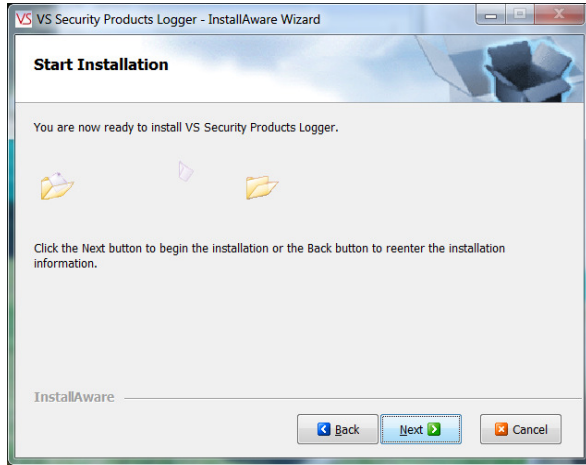 VS VS Security Products Logger - InstallAware Wizard
Start Installation
You are now ready to install VS Security Products Logger.
Click the Next button to begin the installation or the Back button to reenter the installation
information.
InstallAware
Back Next Cancel